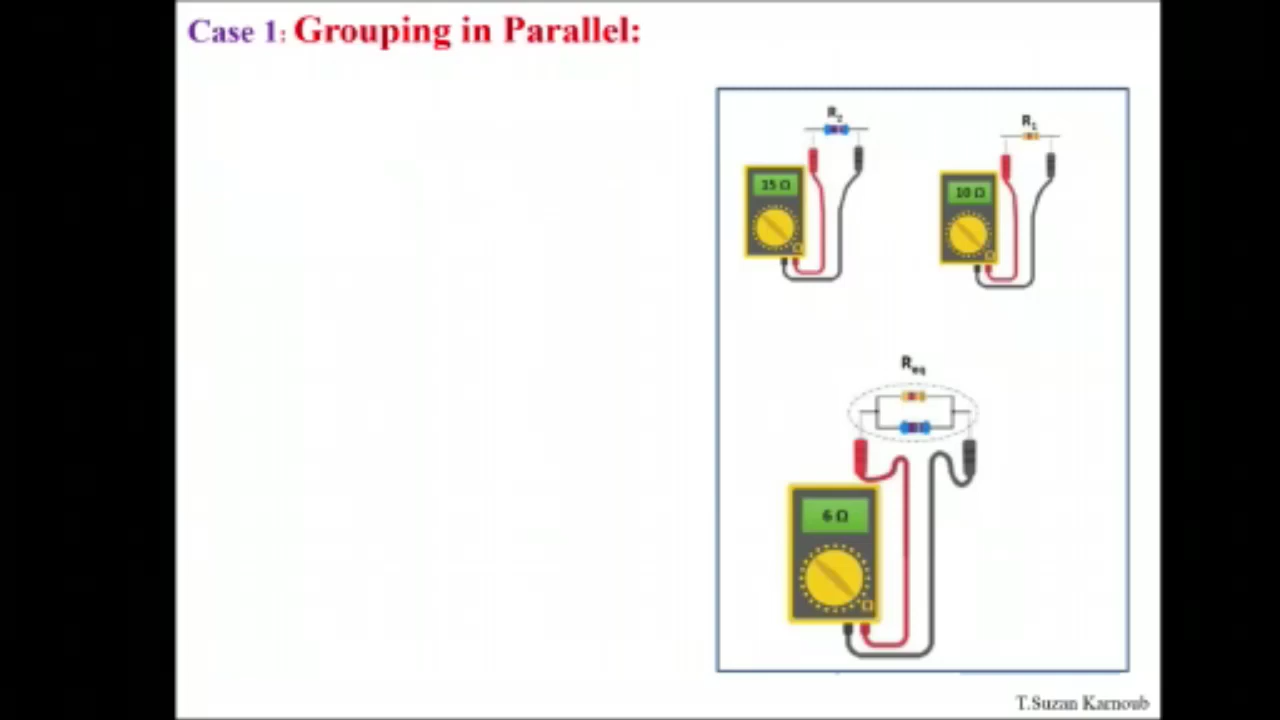 Case 1: Grouping in Parallel:
R2
R1
15 Ω
10 Ω
Req
6 Ω
Ω
T.Suzan Karnoub